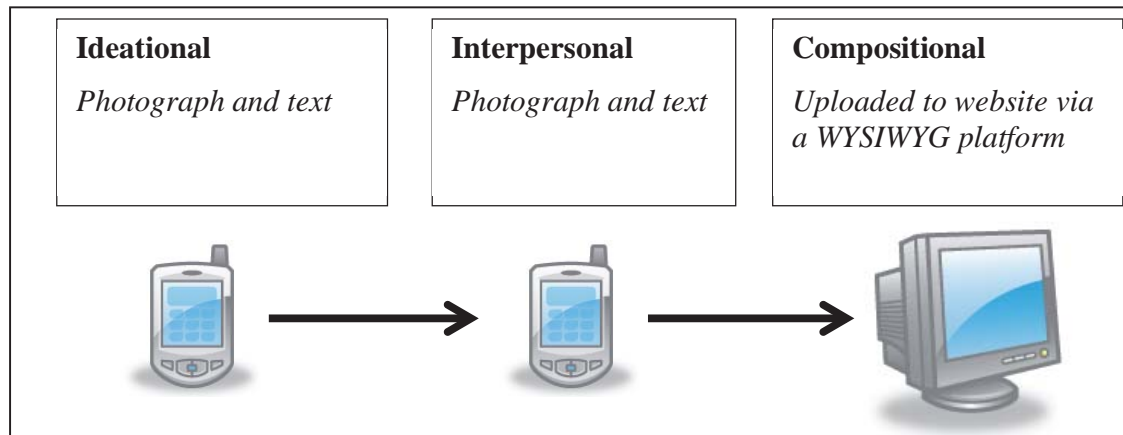 Ideational
Photograph and text
Interpersonal
Photograph and text
Compositional
Uploaded to website via
a WYSIWYG platform